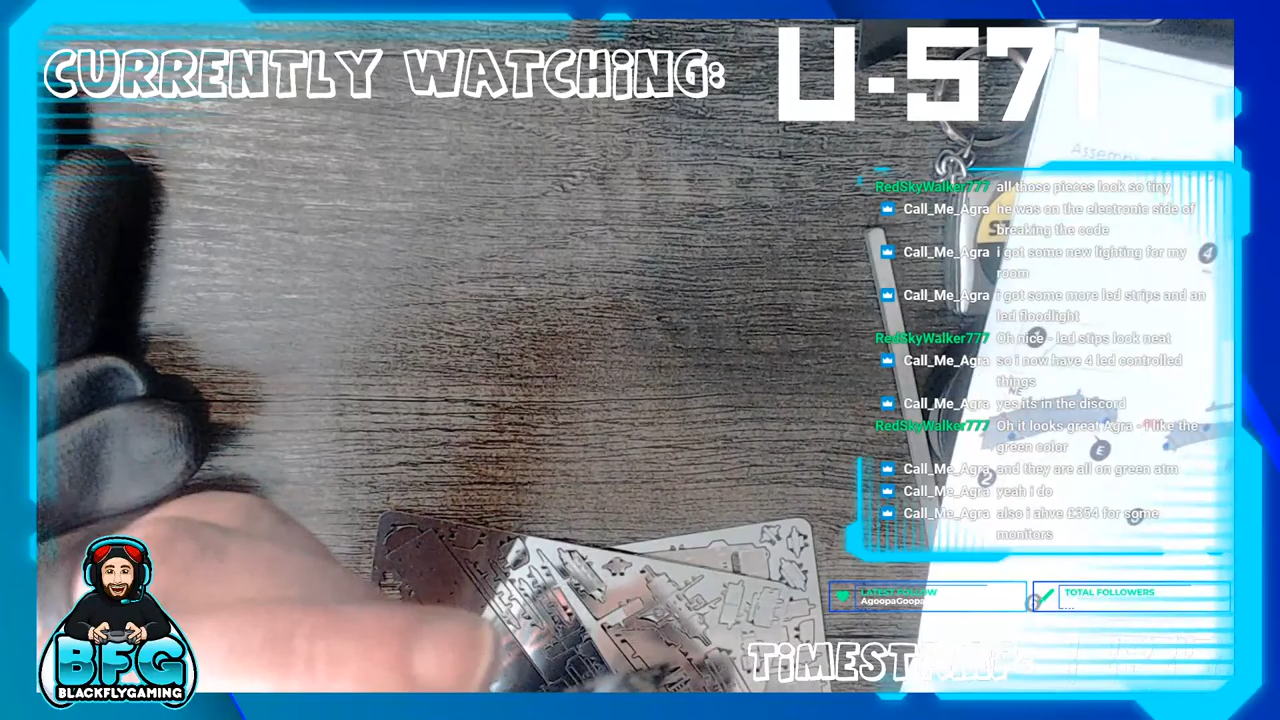 CURRENTLY WATCHING:
U-571
Assem
RedSkyWalker777 all those pieces look so tiny
Call_Me_Agra he was on the electronic side of
breaking the code
Call_Me_Agra i got some new lighting for my
room
4
Call_Me_Agra i got some more led strips and an
led floodlight
RedSkyWalker777 Oh nice - led stips look neat
Call_Me_Agra so i now have 4 led controlled
things
Call_Me_Agra yes its in the discord
RedSkyWalker777 Oh it looks great Agra - i like the
green color
E
Call_Me_Agra and they are all on green atm
2
Call_Me_Agra yeah i do
Call_Me_Agra also i ahve £354 for some
monitors
LATEST FOLLOW
AgoopaGoopa
TOTAL FOLLOWERS
....
TIMESTAMP:
BFG
BLACKFLYGAMING